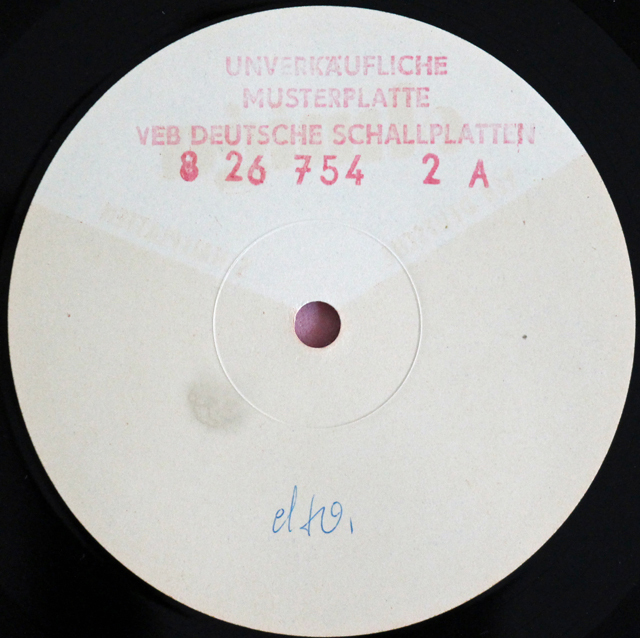 UNVERKÄUFLICHE
MUSTERPLATTE
VEB DEUTSCHE SCHALLPLATTEN
8 26 754 2 A